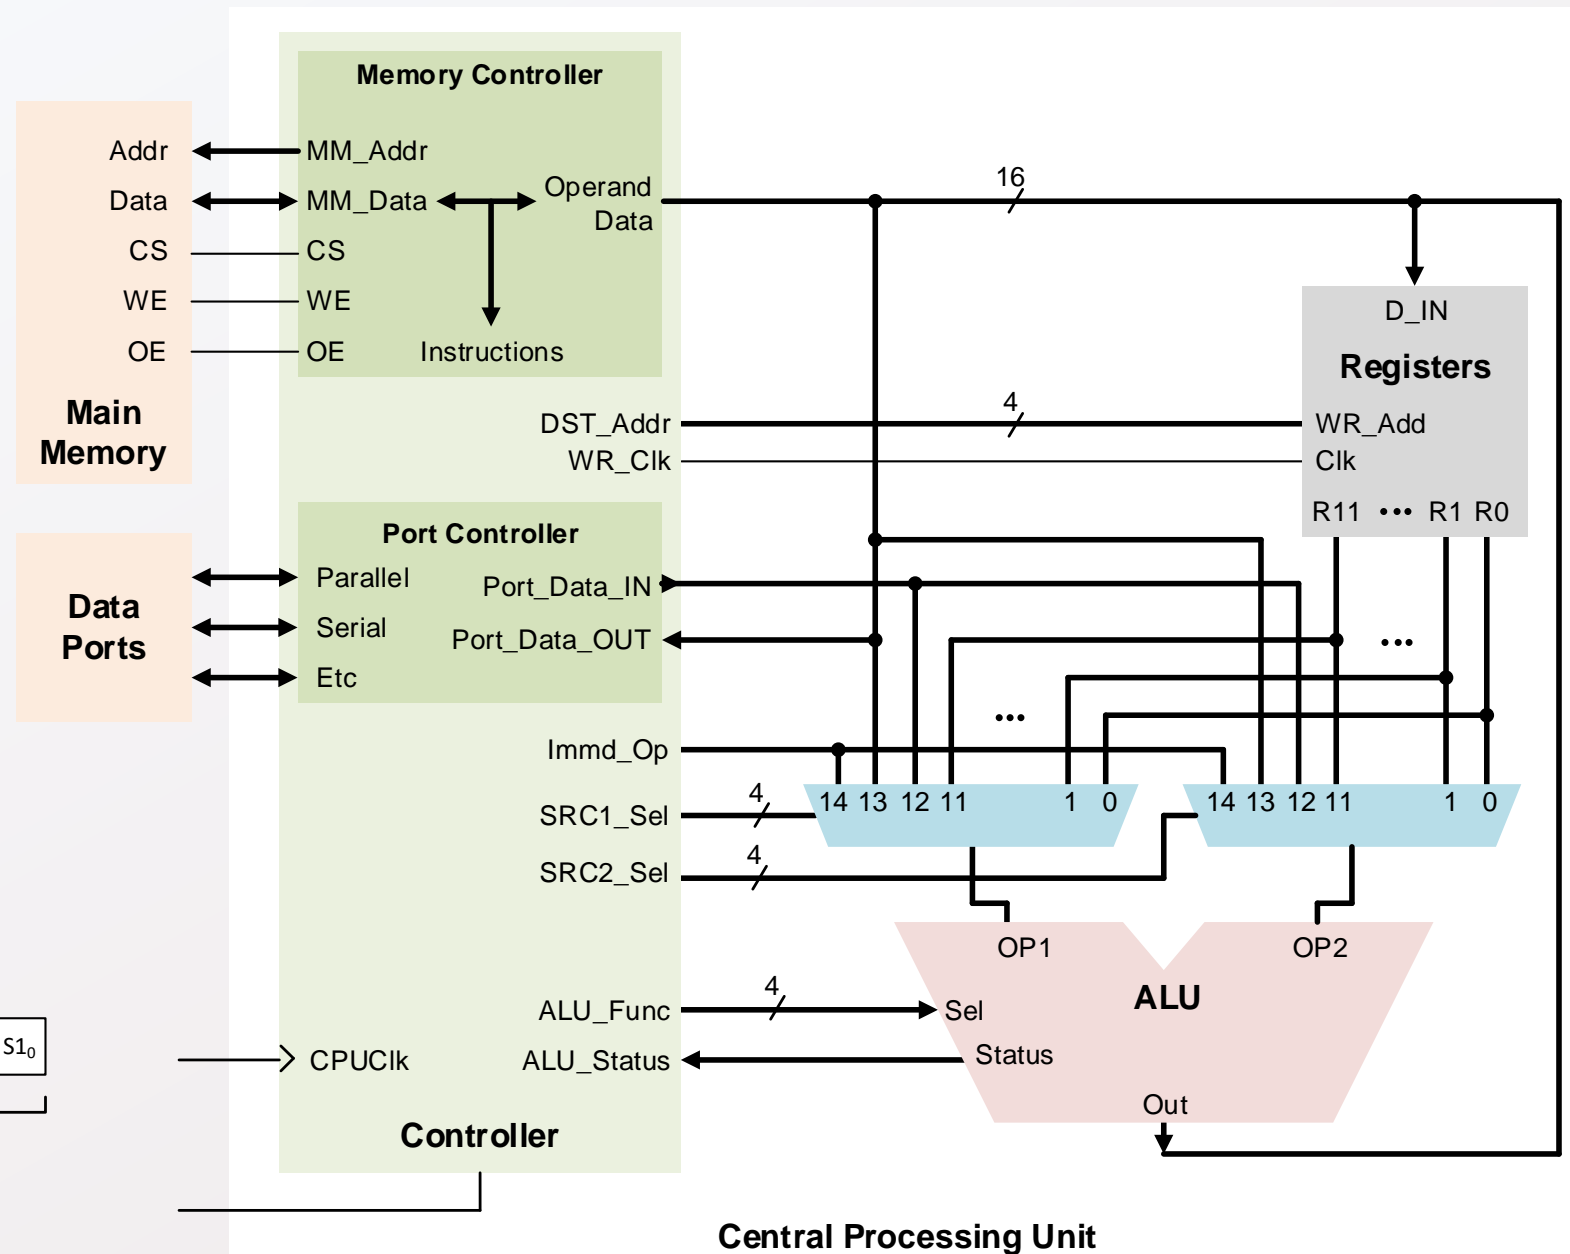 Memory Controller
Addr
MM_Addr
Data
MM_Data
Operand
Data
16
CS
CS
WE
WE
OE
OE
Instructions
Main
Memory
D_IN
Registers
DST_Addr
4
WR_Add
WR_Clk
Clk
R11 ••• R1 R0
Port Controller
Data
Ports
Parallel
Port_Data_IN
Serial
Port_Data_OUT
•••
Etc
•••
Immd_Op
SRC1_Sel
4
14 13 12 11 1 0
14 13 12 11 1 0
SRC2_Sel
4
OP1
OP2
ALU
ALU_Func
4
Sel
S1₀
CPUClk
ALU_Status
Status
Out
Controller
Central Processing Unit